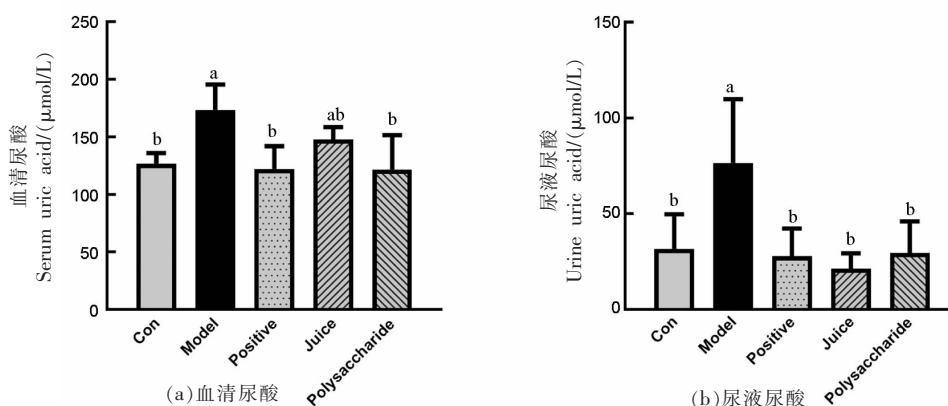 血清尿酸
Serum uric acid/(μmol/L)
250
200
150
100
50
0
b
a
b
ab
b
Con
Model
Positive
Juice
Polysaccharide
(a)血清尿酸
尿液尿酸
Urine uric acid/(μmol/L)
150
100
50
0
b
a
b
b
b
Con
Model
Positive
Juice
Polysaccharide
(b)尿液尿酸